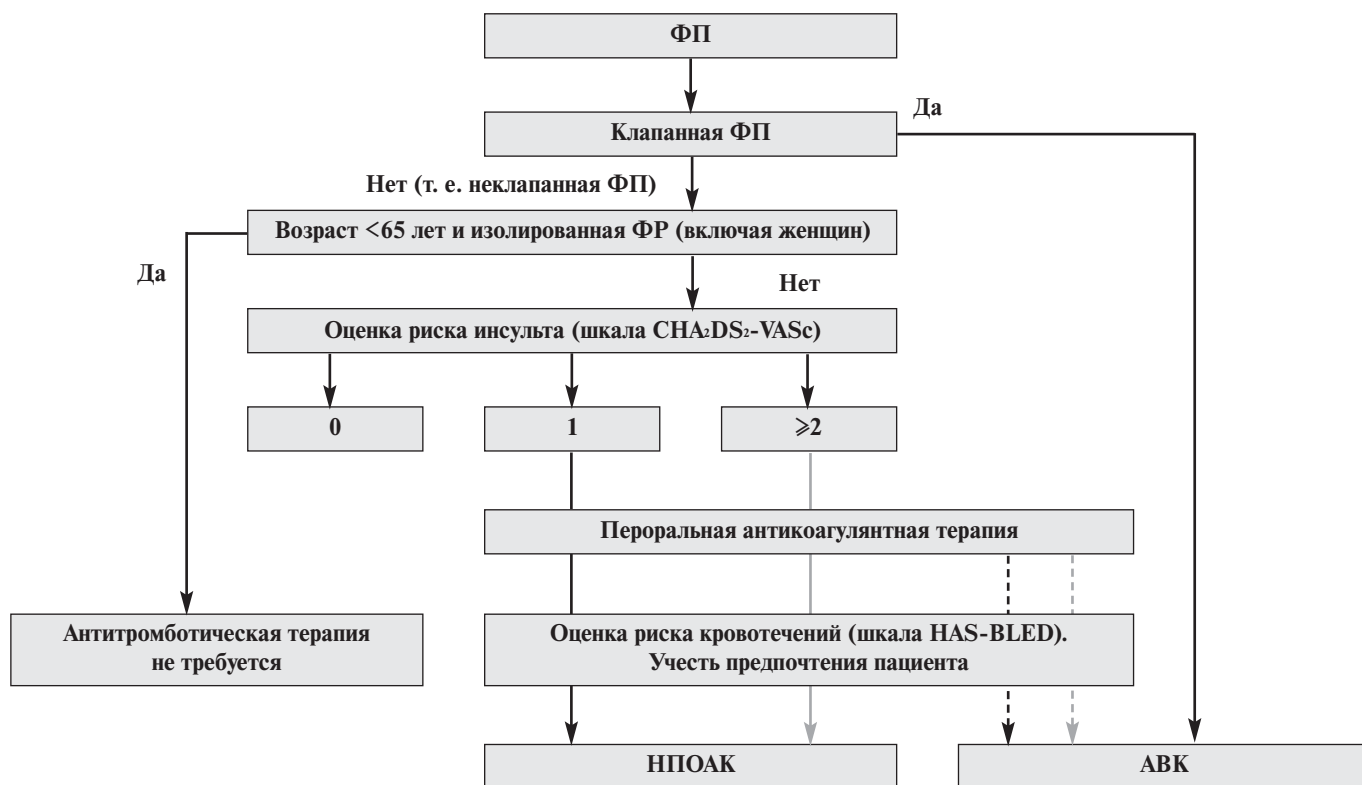 ФП
Клапанная ФП
Да
Нет (т. е. неклапанная ФП)
Возраст <65 лет и изолированная ФР (включая женщин)
Да
Нет
Оценка риска инсульта (шкала CHA₂DS₂-VASc)
0
1
⩾2
Пероральная антикоагулянтная терапия
Антитромботическая терапия
не требуется
Оценка риска кровотечений (шкала HAS-BLED).
Учесть предпочтения пациента
НПОАК
АВК